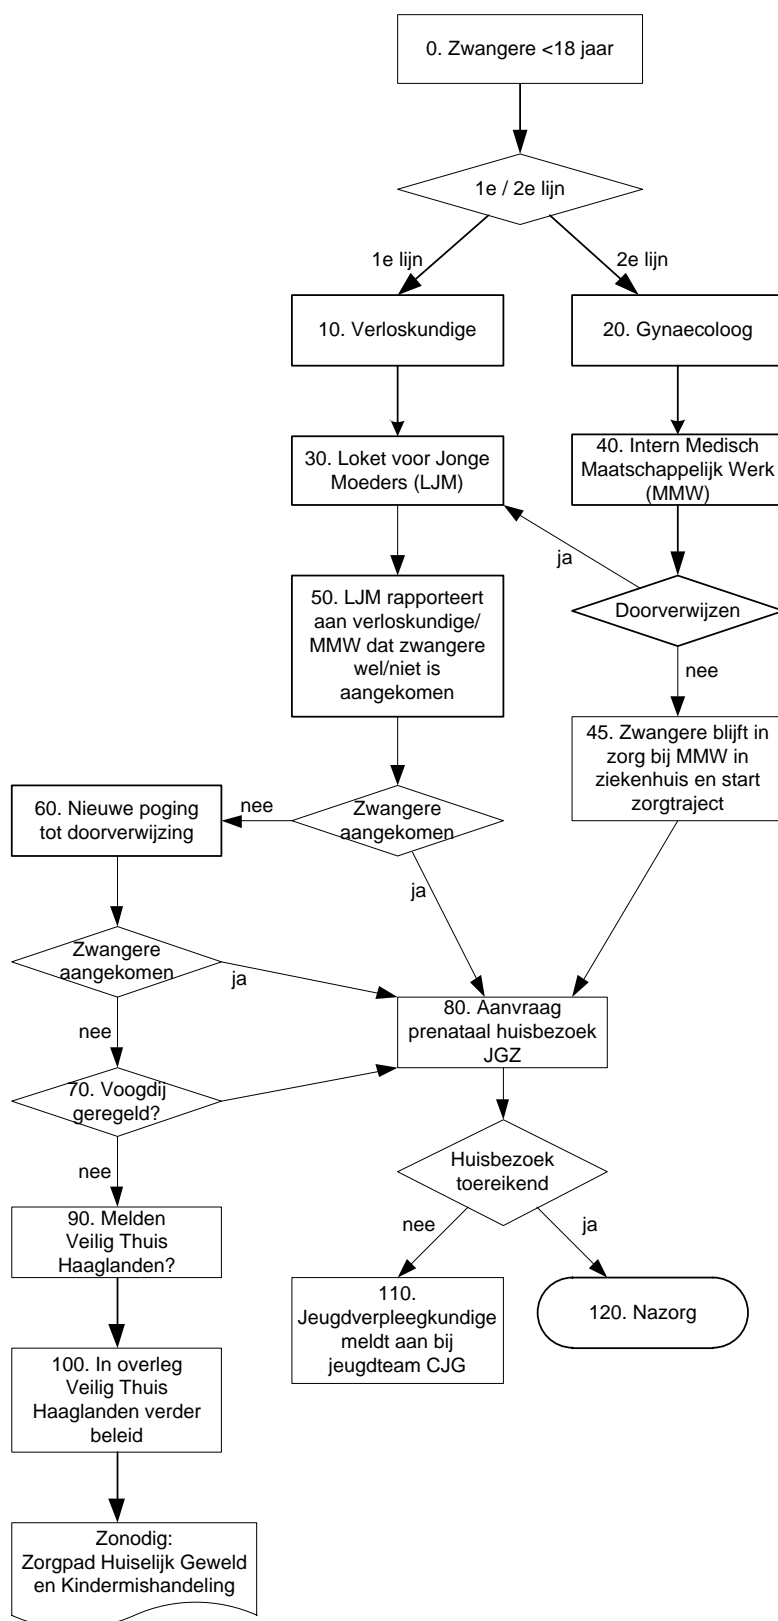 0. Zwangere <18 jaar
1e / 2e lijn
1e lijn
2e lijn
10. Verloskundige
20. Gynaecoloog
30. Loket voor Jonge
Moeders (LJM)
40. Intern Medisch
Maatschappelijk Werk
(MMW)
ja
Doorverwijzen
nee
50. LJM rapporteert
aan verloskundige/
MMW dat zwangere
wel/niet is
aangekomen
45. Zwangere blijft in
zorg bij MMW in
ziekenhuis en start
zorgtraject
60. Nieuwe poging
tot doorverwijzing
nee
Zwangere
aangekomen
ja
Zwangere
aangekomen
ja
nee
80. Aanvraag
prenataal huisbezoek
JGZ
70. Voogdij
geregeld?
nee
Huisbezoek
toereikend
nee
ja
90. Melden
Veilig Thuis
Haaglanden?
110.
Jeugdverpleegkundige
meldt aan bij
jeugdteam CJG
120. Nazorg
100. In overleg
Veilig Thuis
Haaglanden verder
beleid
Zonodig:
Zorgpad Huiselijk Geweld
en Kindermishandeling